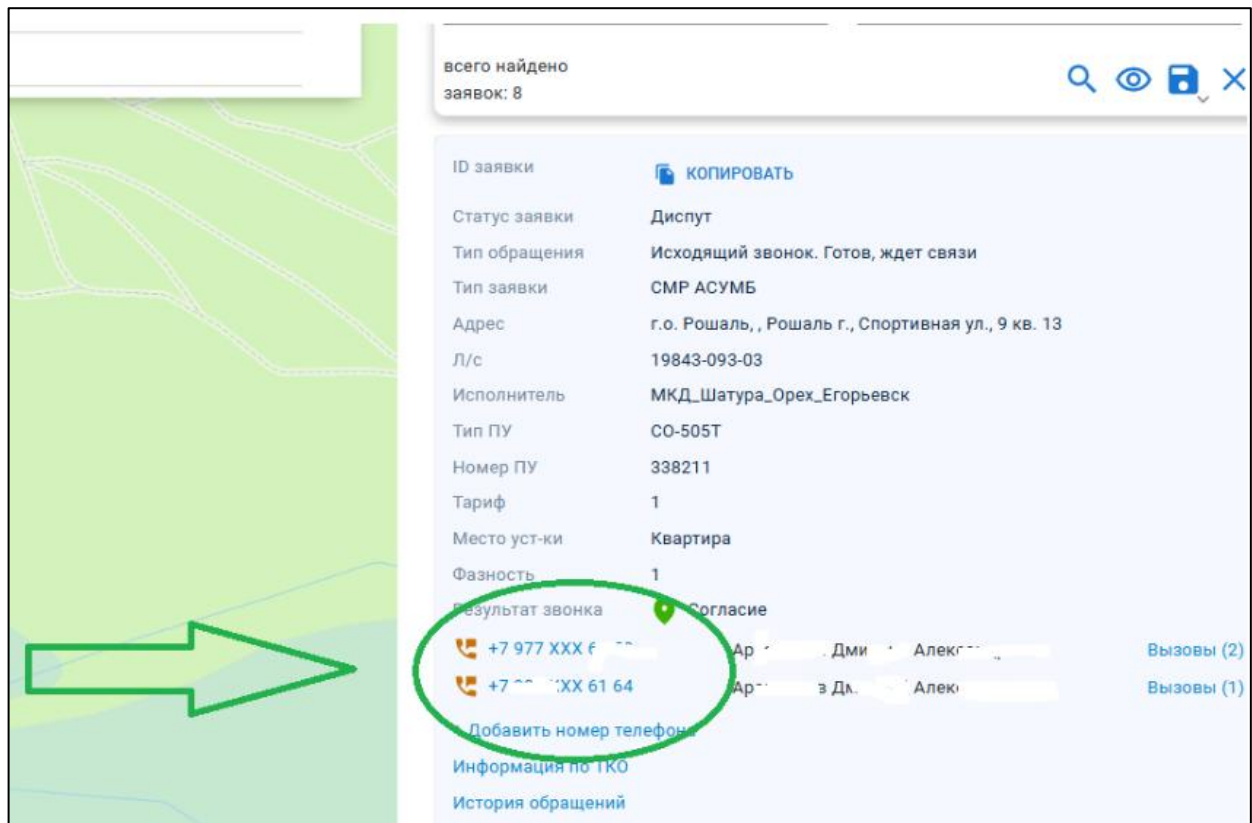 всего найдено
заявок: 8
ID заявки КОПИРОВАТЬ
Статус заявки Диспут
Тип обращения Исходящий звонок. Готов, ждет связи
Тип заявки СМР АСУМБ
Адрес г.о. Рошаль, , Рошаль г., Спортивная ул., 9 кв. 13
Л/с 19843-093-03
Исполнитель МКД_Шатура_Орех_Егорьевск
Тип ПУ СО-505Т
Номер ПУ 338211
Тариф 1
Место уст-ки Квартира
Фазность 1
Результат звонка Согласие
+7 977 XXX Вызовы (2)
+7 XX 61 64 Вызовы (1)
+ Добавить номер телефона
Информация по ТКО
История обращений